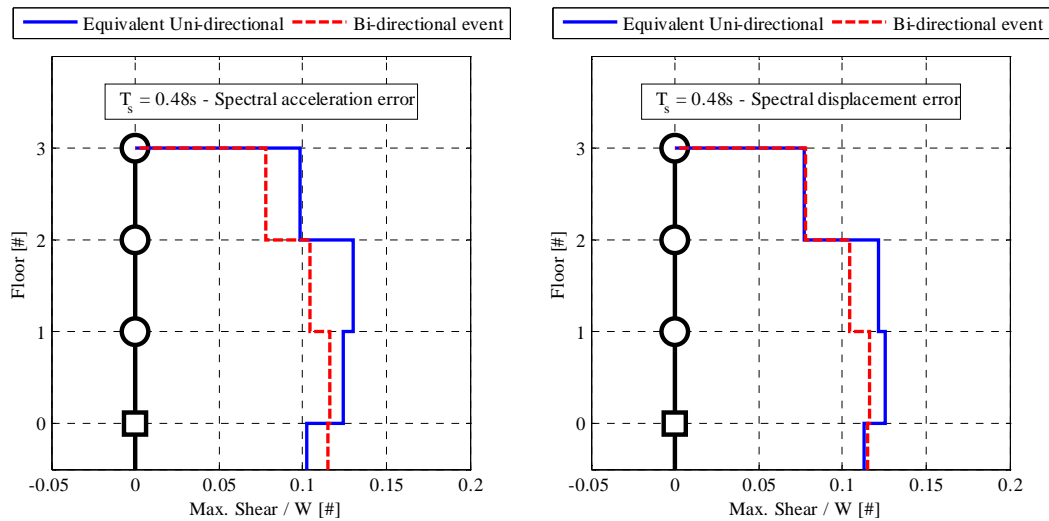 Equivalent Uni-directional Bi-directional event
T_s = 0.48s - Spectral acceleration error
3
2
1
0
Floor [#]
-0.05 0 0.05 0.1 0.15 0.2
Max. Shear / W [#]
Equivalent Uni-directional Bi-directional event
T_s = 0.48s - Spectral displacement error
3
2
1
0
Floor [#]
-0.05 0 0.05 0.1 0.15 0.2
Max. Shear / W [#]